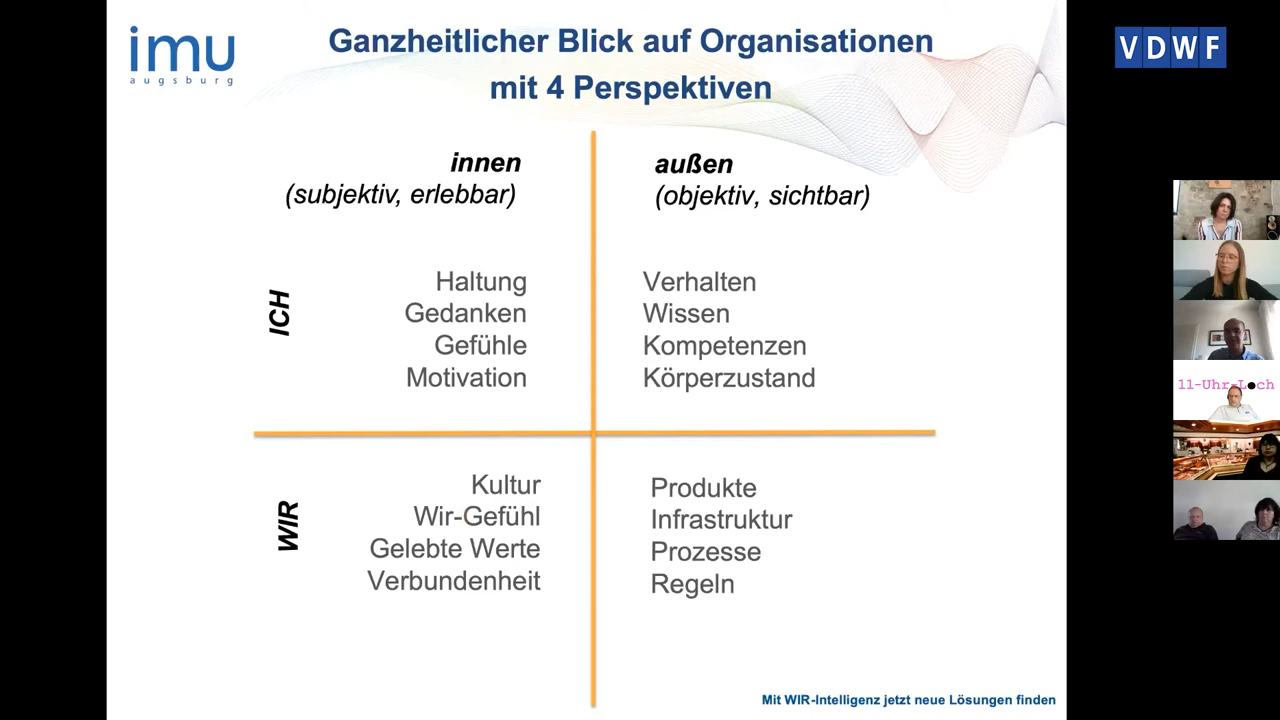 imu
augsburg
Ganzheitlicher Blick auf Organisationen
mit 4 Perspektiven
VDWF
innen
(subjektiv, erlebbar)
außen
(objektiv, sichtbar)
ICH
Haltung
Gedanken
Gefühle
Motivation
Verhalten
Wissen
Kompetenzen
Körperzustand
WIR
Kultur
Wir-Gefühl
Gelebte Werte
Verbundenheit
Produkte
Infrastruktur
Prozesse
Regeln
11-Uhr-Loch
Mit WIR-Intelligenz jetzt neue Lösungen finden